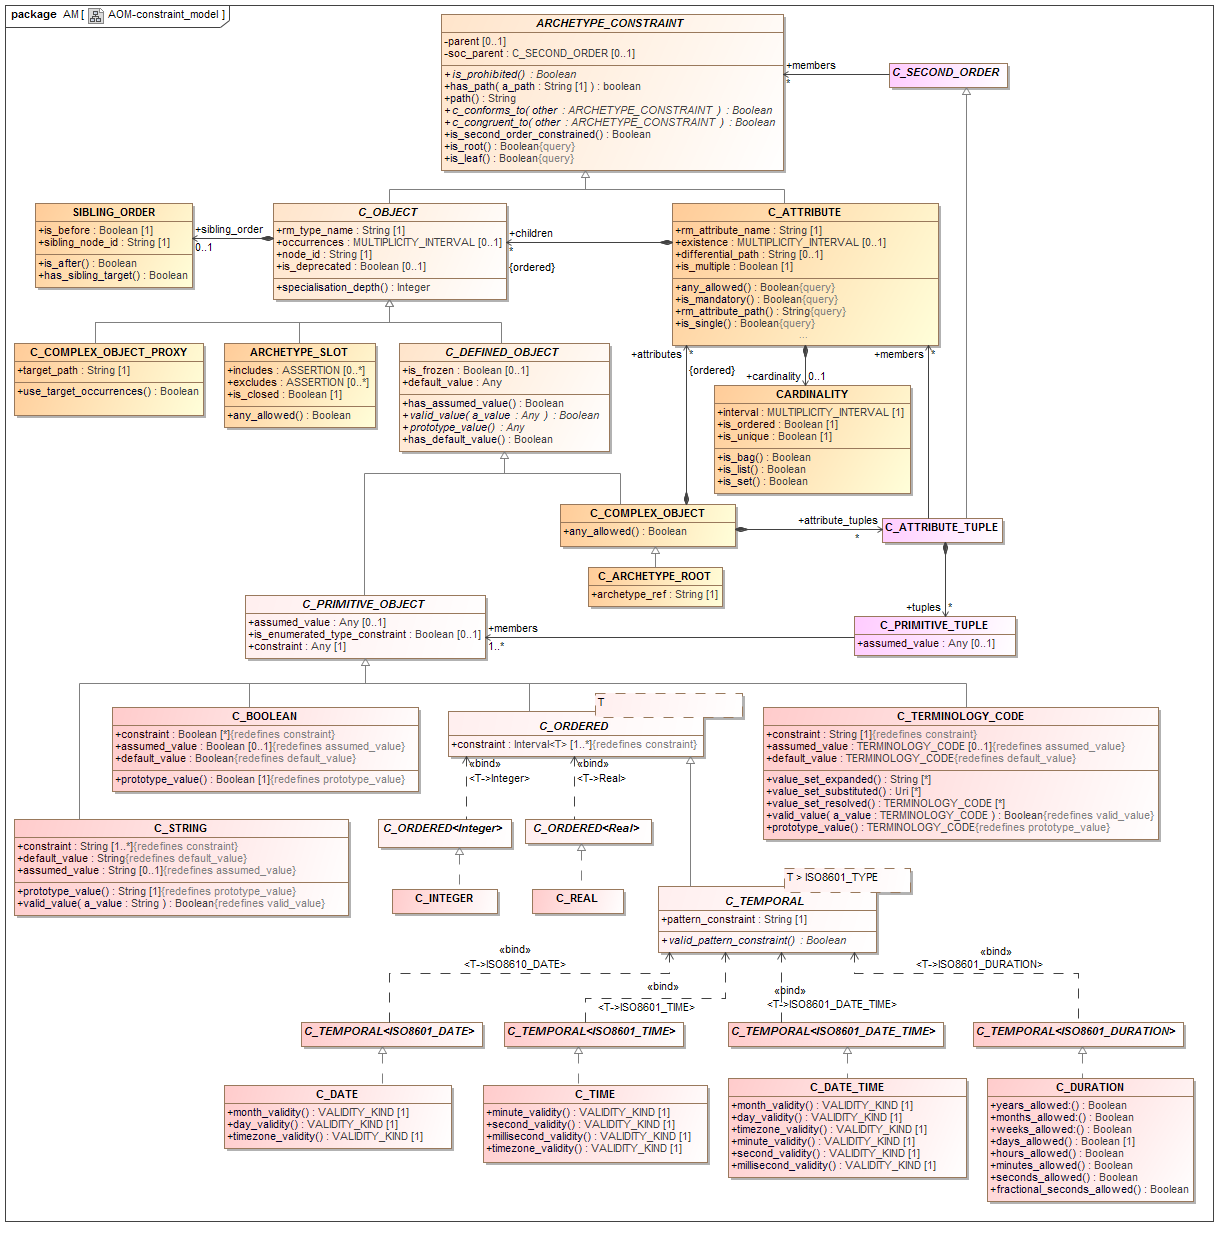 package AM [ AOM-constraint_model ]
ARCHETYPE_CONSTRAINT
-parent [0..1]
-soc_parent : C_SECOND_ORDER [0..1]
+is_prohibited() : Boolean
+has_path( a_path : String [1] ) : boolean
+path() : String
+c_conforms_to( other : ARCHETYPE_CONSTRAINT ) : Boolean
+c_congruent_to( other : ARCHETYPE_CONSTRAINT ) : Boolean
+is_second_order_constrained() : Boolean
+is_root() : Boolean{query}
+is_leaf() : Boolean{query}
+members
*
C_SECOND_ORDER
SIBLING_ORDER
+is_before : Boolean [1]
+sibling_node_id : String [1]
+is_after() : Boolean
+has_sibling_target() : Boolean
+sibling_order
0..1
C_OBJECT
+rm_type_name : String [1]
+occurrences : MULTIPLICITY_INTERVAL [0..1]
+node_id : String [1]
+is_deprecated : Boolean [0..1]
+specialisation_depth() : Integer
+children
*
{ordered}
C_ATTRIBUTE
+rm_attribute_name : String [1]
+existence : MULTIPLICITY_INTERVAL [0..1]
+differential_path : String [0..1]
+is_multiple : Boolean [1]
+any_allowed() : Boolean{query}
+is_mandatory() : Boolean{query}
+rm_attribute_path() : String{query}
+is_single() : Boolean{query}
...
C_COMPLEX_OBJECT_PROXY
+target_path : String [1]
+use_target_occurrences() : Boolean
ARCHETYPE_SLOT
+includes : ASSERTION [0..*]
+excludes : ASSERTION [0..*]
+is_closed : Boolean [1]
+any_allowed() : Boolean
C_DEFINED_OBJECT
+is_frozen : Boolean [0..1]
+default_value : Any
+has_assumed_value() : Boolean
+valid_value( a_value : Any ) : Boolean
+prototype_value() : Any
+has_default_value() : Boolean
+attributes
*
{ordered}
+cardinality
0..1
+members
*
CARDINALITY
+interval : MULTIPLICITY_INTERVAL [1]
+is_ordered : Boolean [1]
+is_unique : Boolean [1]
+is_bag() : Boolean
+is_list() : Boolean
+is_set() : Boolean
C_COMPLEX_OBJECT
+any_allowed() : Boolean
+attribute_tuples
*
C_ATTRIBUTE_TUPLE
C_ARCHETYPE_ROOT
+archetype_ref : String [1]
+tuples
*
C_PRIMITIVE_OBJECT
+assumed_value : Any [0..1]
+is_enumerated_type_constraint : Boolean [0..1]
+constraint : Any [1]
+members
1..*
C_PRIMITIVE_TUPLE
+assumed_value : Any [0..1]
C_BOOLEAN
+constraint : Boolean [*]{redefines constraint}
+assumed_value : Boolean [0..1]{redefines assumed_value}
+default_value : Boolean{redefines default_value}
+prototype_value() : Boolean [1]{redefines prototype_value}
T
C_ORDERED
+constraint : Interval<T> [1..*]{redefines constraint}
C_TERMINOLOGY_CODE
+constraint : String [1]{redefines constraint}
+assumed_value : TERMINOLOGY_CODE [0..1]{redefines assumed_value}
+default_value : TERMINOLOGY_CODE{redefines default_value}
+value_set_expanded() : String [*]
+value_set_substituted() : Uri [*]
+value_set_resolved() : TERMINOLOGY_CODE [*]
+valid_value( a_value : TERMINOLOGY_CODE ) : Boolean{redefines valid_value}
+prototype_value() : TERMINOLOGY_CODE{redefines prototype_value}
«bind»
<T->Integer>
«bind»
<T->Real>
C_STRING
+constraint : String [1..*]{redefines constraint}
+default_value : String{redefines default_value}
+assumed_value : String [0..1]{redefines assumed_value}
+prototype_value() : String [1]{redefines prototype_value}
+valid_value( a_value : String ) : Boolean{redefines valid_value}
C_ORDERED<Integer>
C_ORDERED<Real>
C_INTEGER
C_REAL
T > ISO8601_TYPE
C_TEMPORAL
+pattern_constraint : String [1]
+valid_pattern_constraint() : Boolean
«bind»
<T->ISO8610_DATE>
«bind»
<T->ISO8601_TIME>
«bind»
<T->ISO8601_DATE_TIME>
«bind»
<T->ISO8601_DURATION>
C_TEMPORAL<ISO8601_DATE>
C_TEMPORAL<ISO8601_TIME>
C_TEMPORAL<ISO8601_DATE_TIME>
C_TEMPORAL<ISO8601_DURATION>
C_DATE
+month_validity() : VALIDITY_KIND [1]
+day_validity() : VALIDITY_KIND [1]
+timezone_validity() : VALIDITY_KIND [1]
C_TIME
+minute_validity() : VALIDITY_KIND [1]
+second_validity() : VALIDITY_KIND [1]
+millisecond_validity() : VALIDITY_KIND [1]
+timezone_validity() : VALIDITY_KIND [1]
C_DATE_TIME
+month_validity() : VALIDITY_KIND [1]
+day_validity() : VALIDITY_KIND [1]
+timezone_validity() : VALIDITY_KIND [1]
+minute_validity() : VALIDITY_KIND [1]
+second_validity() : VALIDITY_KIND [1]
+millisecond_validity() : VALIDITY_KIND [1]
C_DURATION
+years_allowed:() : Boolean
+months_allowed() : Boolean
+weeks_allowed:() : Boolean
+days_allowed() : Boolean [1]
+hours_allowed() : Boolean
+minutes_allowed() : Boolean
+seconds_allowed() : Boolean
+fractional_seconds_allowed() : Boolean